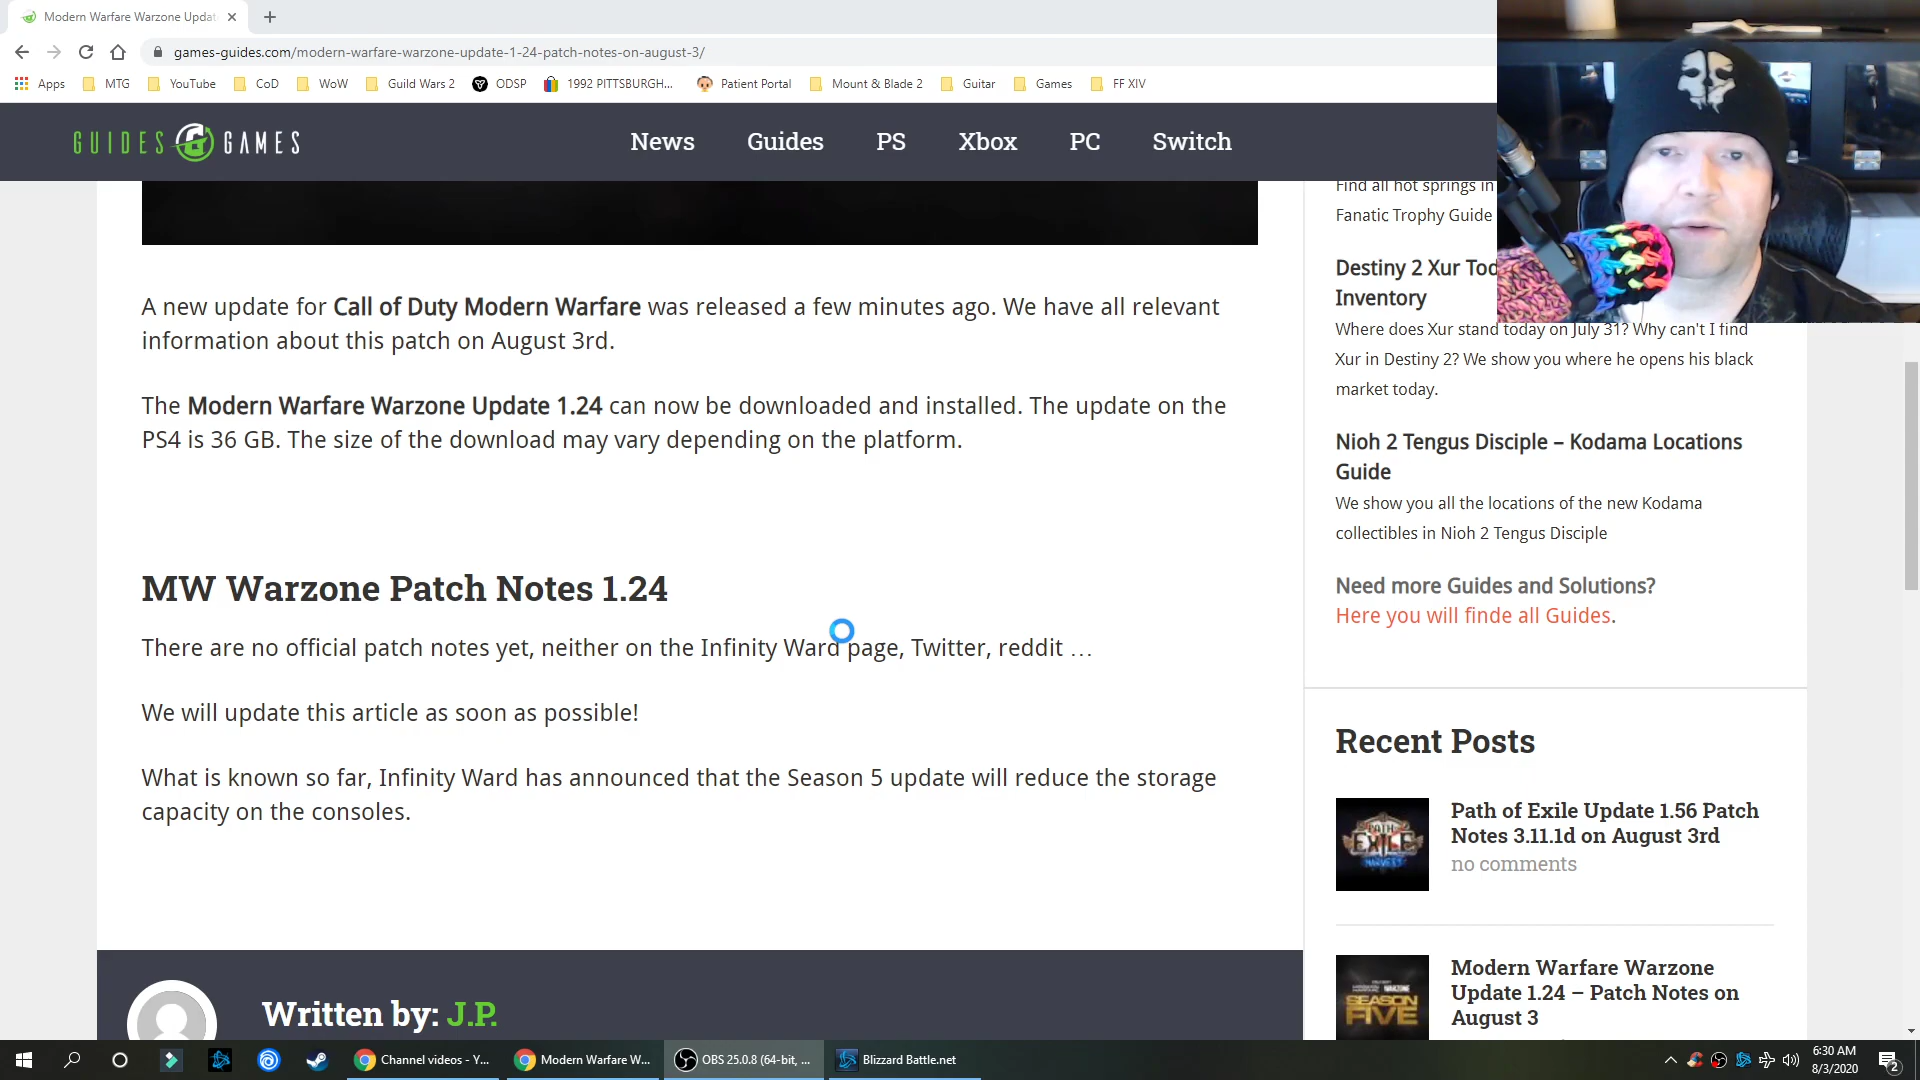 Modern Warfare Warzone Updat
games-guides.com/modern-warfare-warzone-update-1-24-patch-notes-on-august-3/
Apps MTG YouTube CoD WoW Guild Wars 2 ODSP 1992 PITTSBURGH... Patient Portal Mount & Blade 2 Guitar Games FF XIV
GUIDES GAMES News Guides PS Xbox PC Switch
A new update for Call of Duty Modern Warfare was released a few minutes ago. We have all relevant
information about this patch on August 3rd.
The Modern Warfare Warzone Update 1.24 can now be downloaded and installed. The update on the
PS4 is 36 GB. The size of the download may vary depending on the platform.
MW Warzone Patch Notes 1.24
There are no official patch notes yet, neither on the Infinity Ward page, Twitter, reddit …
We will update this article as soon as possible!
What is known so far, Infinity Ward has announced that the Season 5 update will reduce the storage
capacity on the consoles.
Written by: J.P.
Find all hot springs in
Fanatic Trophy Guide
Destiny 2 Xur Tod
Inventory
Where does Xur stand today on July 31? Why can't I find
Xur in Destiny 2? We show you where he opens his black
market today.
Nioh 2 Tengus Disciple – Kodama Locations
Guide
We show you all the locations of the new Kodama
collectibles in Nioh 2 Tengus Disciple
Need more Guides and Solutions?
Here you will finde all Guides.
Recent Posts
PATH OF
EXILE
HARVEST
Path of Exile Update 1.56 Patch
Notes 3.11.1d on August 3rd
no comments
SEASON
FIVE
Modern Warfare Warzone
Update 1.24 – Patch Notes on
August 3
Channel videos - Y... Modern Warfare W... OBS 25.0.8 (64-bit, ... Blizzard Battle.net
6:30 AM
8/3/2020
2